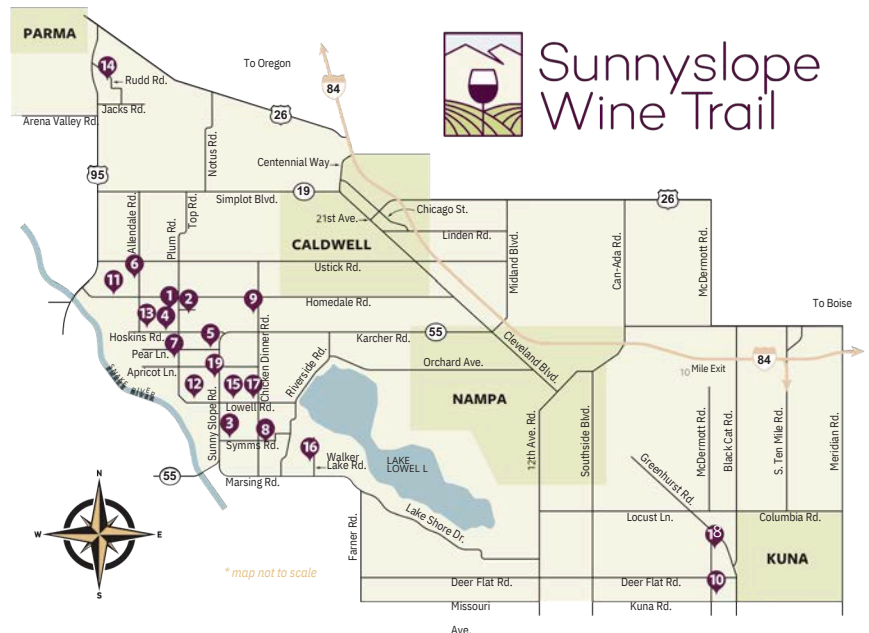 PARMA
14
Rudd Rd.
Jacks Rd.
Arena Valley Rd.
To Oregon
84
26
Sunnyslope
Wine Trail
95
Notus Rd.
Centennial Way
19
Simplot Blvd.
26
Chicago St.
21st Ave.
Linden Rd.
CALDWELL
Allendale Rd.
Plum Rd.
Top Rd.
Ustick Rd.
Midland Blvd.
Can-Ada Rd.
McDermott Rd.
6
11
1
2
9
Homedale Rd.
13
4
To Boise
Hoskins Rd.
5
Karcher Rd.
55
7
Pear Ln.
Apricot Ln.
19
Chicken Dinner Rd.
Riverside Rd.
Orchard Ave.
Cleveland Blvd.
84
10
Mile Exit
SNAKE RIVER
12
15
17
NAMPA
Lowell Rd.
Sunny Slope Rd.
3
8
Symms Rd.
16
Walker
Lake Rd.
LAKE
LOWEL L
12th Ave. Rd.
Southside Blvd.
Greenhurst Rd.
McDermott Rd.
Black Cat Rd.
S. Ten Mile Rd.
Meridian Rd.
55
Marsing Rd.
Farner Rd.
Lake Shore Dr.
Locust Ln.
Columbia Rd.
18
KUNA
N
W
E
S
* map not to scale
Deer Flat Rd.
Deer Flat Rd.
10
Missouri
Ave.
Kuna Rd.